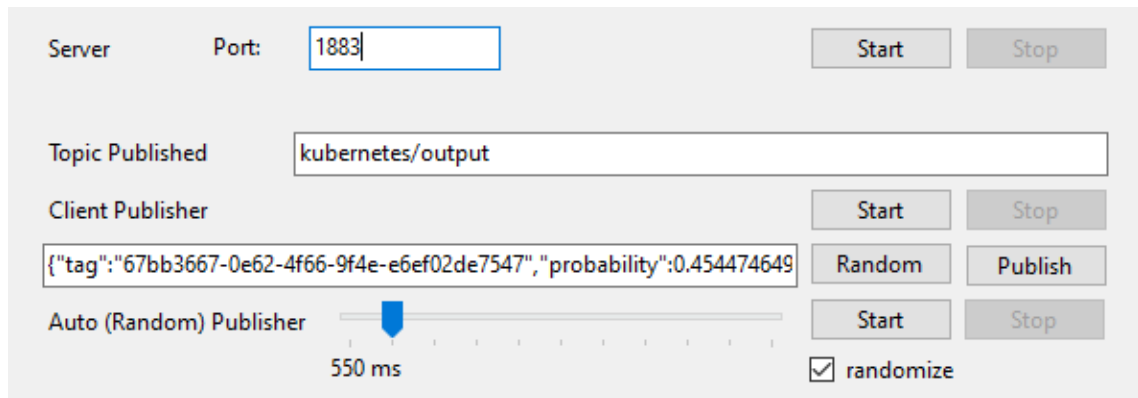 Server Port: 1883 Start Stop
Topic Published kubernetes/output
Client Publisher Start Stop
{"tag":"67bb3667-0e62-4f66-9f4e-e6ef02de7547","probability":0.454474649 Random Publish
Auto (Random) Publisher Start Stop
550 ms randomize